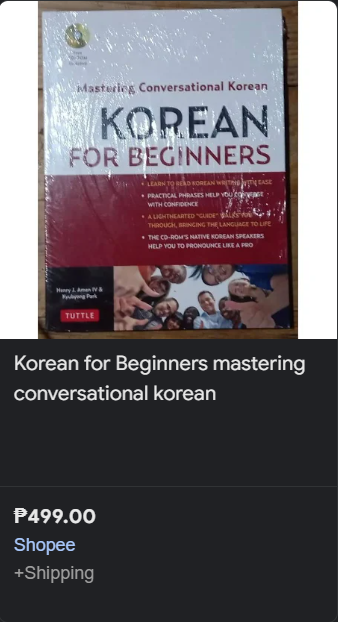 Mastering Conversational Korean
KOREAN
FOR BEGINNERS
• LEARN TO READ KOREAN WRITING WITH EASE
• PRACTICAL PHRASES HELP YOU CONVERSE
WITH CONFIDENCE
• A LIGHTHEARTED "GUIDE" WALKS YOU
THROUGH, BRINGING THE LANGUAGE TO LIFE
• THE CD-ROM'S NATIVE KOREAN SPEAKERS
HELP YOU TO PRONOUNCE LIKE A PRO
Henry J. Amen IV &
Kyubyong Park
TUTTLE
Korean for Beginners mastering
conversational korean
₱499.00
Shopee
+Shipping